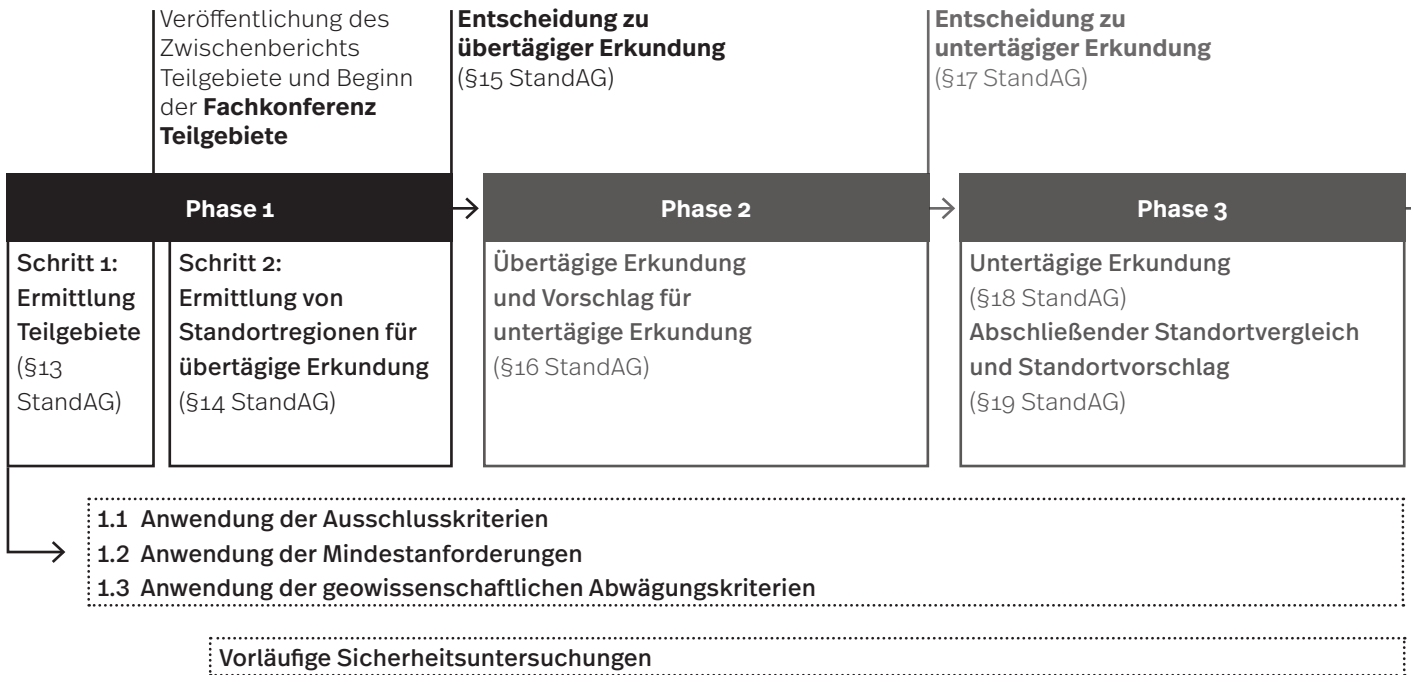 Veröffentlichung des
Zwischenberichts
Teilgebiete und Beginn
der Fachkonferenz
Teilgebiete
Entscheidung zu
übertägiger Erkundung
(§15 StandAG)
Entscheidung zu
untertägiger Erkundung
(§17 StandAG)
Phase 1
Phase 2
Phase 3
Schritt 1:
Ermittlung
Teilgebiete
(§13
StandAG)
Schritt 2:
Ermittlung von
Standortregionen für
übertägige Erkundung
(§14 StandAG)
Übertägige Erkundung
und Vorschlag für
untertägige Erkundung
(§16 StandAG)
Untertägige Erkundung
(§18 StandAG)
Abschließender Standortvergleich
und Standortvorschlag
(§19 StandAG)
1.1 Anwendung der Ausschlusskriterien
1.2 Anwendung der Mindestanforderungen
1.3 Anwendung der geowissenschaftlichen Abwägungskriterien
Vorläufige Sicherheitsuntersuchungen